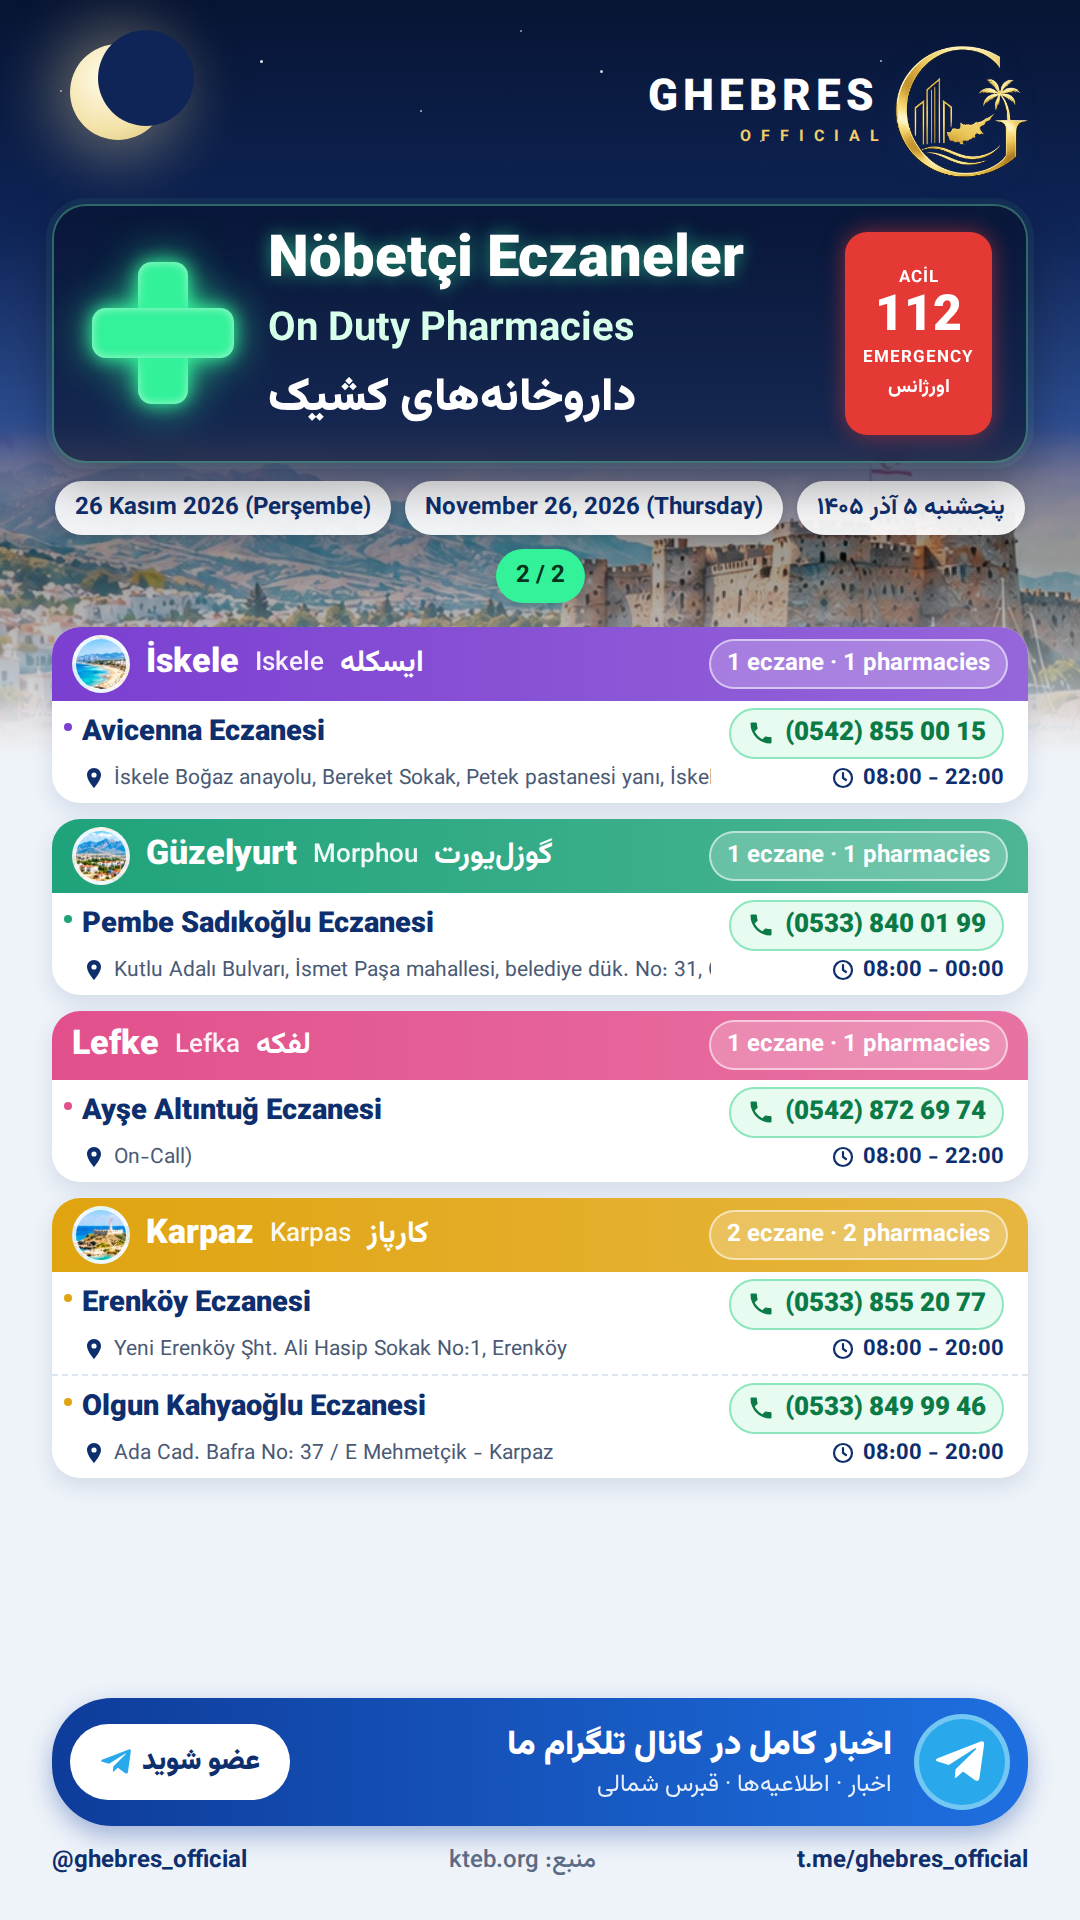 GHEBRES
OFFICIAL
Nöbetçi Eczaneler
On Duty Pharmacies
داروخانه‌های کشیک
ACİL
112
EMERGENCY
اورژانس
26 Kasım 2026 (Perşembe)
November 26, 2026 (Thursday)
پنجشنبه ۵ آذر ۱۴۰۵
2 / 2
İskele Iskele ایسکله
1 eczane · 1 pharmacies
Avicenna Eczanesi
(0542) 855 00 15
İskele Boğaz anayolu, Bereket Sokak, Petek pastanesi yanı, İskel
08:00 - 22:00
Güzelyurt Morphou گوزل‌یورت
1 eczane · 1 pharmacies
Pembe Sadıkoğlu Eczanesi
(0533) 840 01 99
Kutlu Adalı Bulvarı, İsmet Paşa mahallesi, belediye dük. No: 31,
08:00 - 00:00
Lefke Lefka لفکه
1 eczane · 1 pharmacies
Ayşe Altıntuğ Eczanesi
(0542) 872 69 74
On-Call)
08:00 - 22:00
Karpaz Karpas کارپاز
2 eczane · 2 pharmacies
Erenköy Eczanesi
(0533) 855 20 77
Yeni Erenköy Şht. Ali Hasip Sokak No:1, Erenköy
08:00 - 20:00
Olgun Kahyaoğlu Eczanesi
(0533) 849 99 46
Ada Cad. Bafra No: 37 / E Mehmetçik - Karpaz
08:00 - 20:00
اخبار کامل در کانال تلگرام ما
اخبار · اطلاعیه‌ها · قبرس شمالی
عضو شوید
@ghebres_official
منبع: kteb.org
t.me/ghebres_official